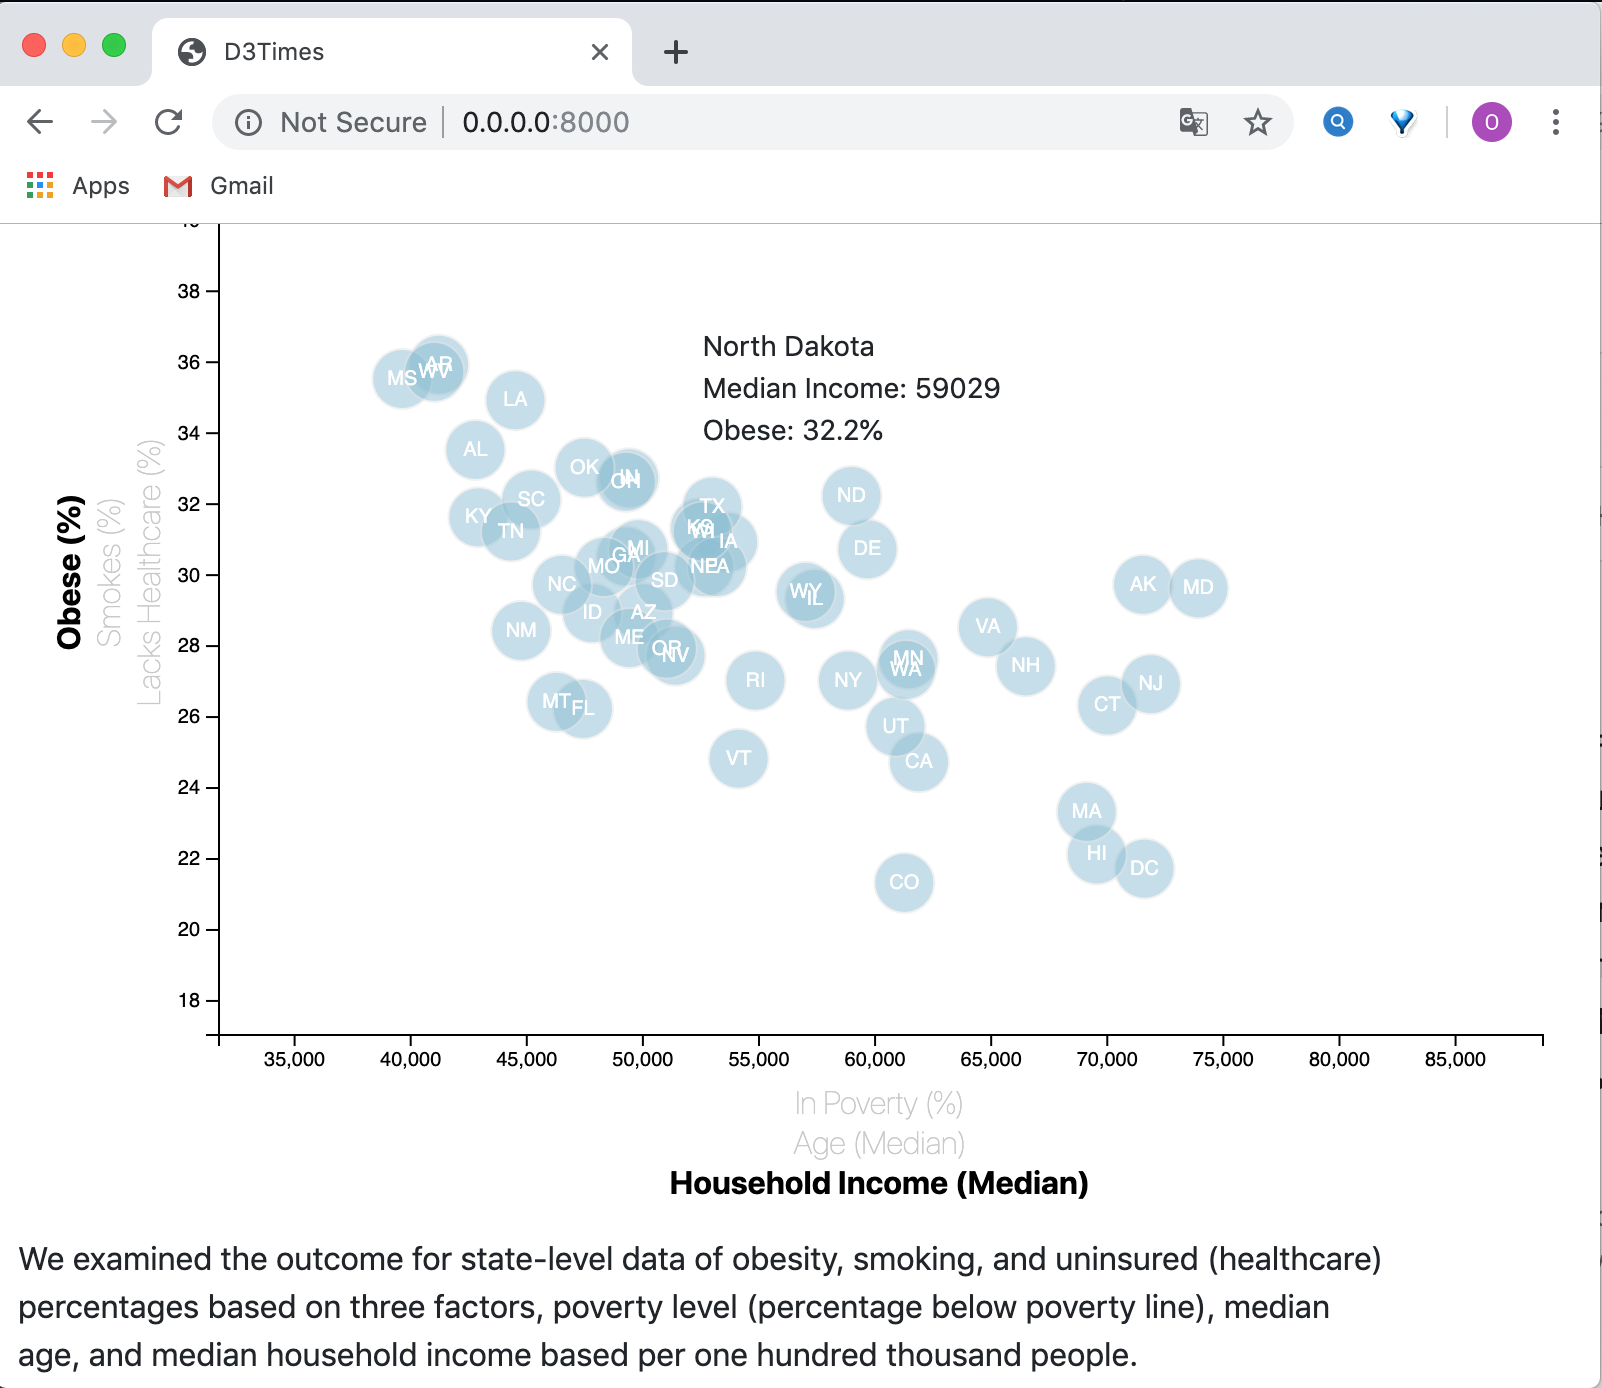 D3Times
Not Secure 0.0.0.0:8000
O
Apps Gmail
38
36
34
32
30
28
26
24
22
20
18
Obese (%)
Smokes (%)
Lacks Healthcare (%)
North Dakota
Median Income: 59029
Obese: 32.2%
AR
MS WV
LA
AL
OK IN
OH
ND
SC
TX
KY
TN
KS
WI
IA
DE
MI
GA
MO
NE PA
SD
NC
WY
IL
AK MD
ID AZ
NM
ME
VA
OR
NV
MN
WA
NH
RI NY
NJ
MT FL
CT
UT
VT CA
MA
HI
DC
CO
35,000 40,000 45,000 50,000 55,000 60,000 65,000 70,000 75,000 80,000 85,000
In Poverty (%)
Age (Median)
Household Income (Median)
We examined the outcome for state-level data of obesity, smoking, and uninsured (healthcare)
percentages based on three factors, poverty level (percentage below poverty line), median
age, and median household income based per one hundred thousand people.